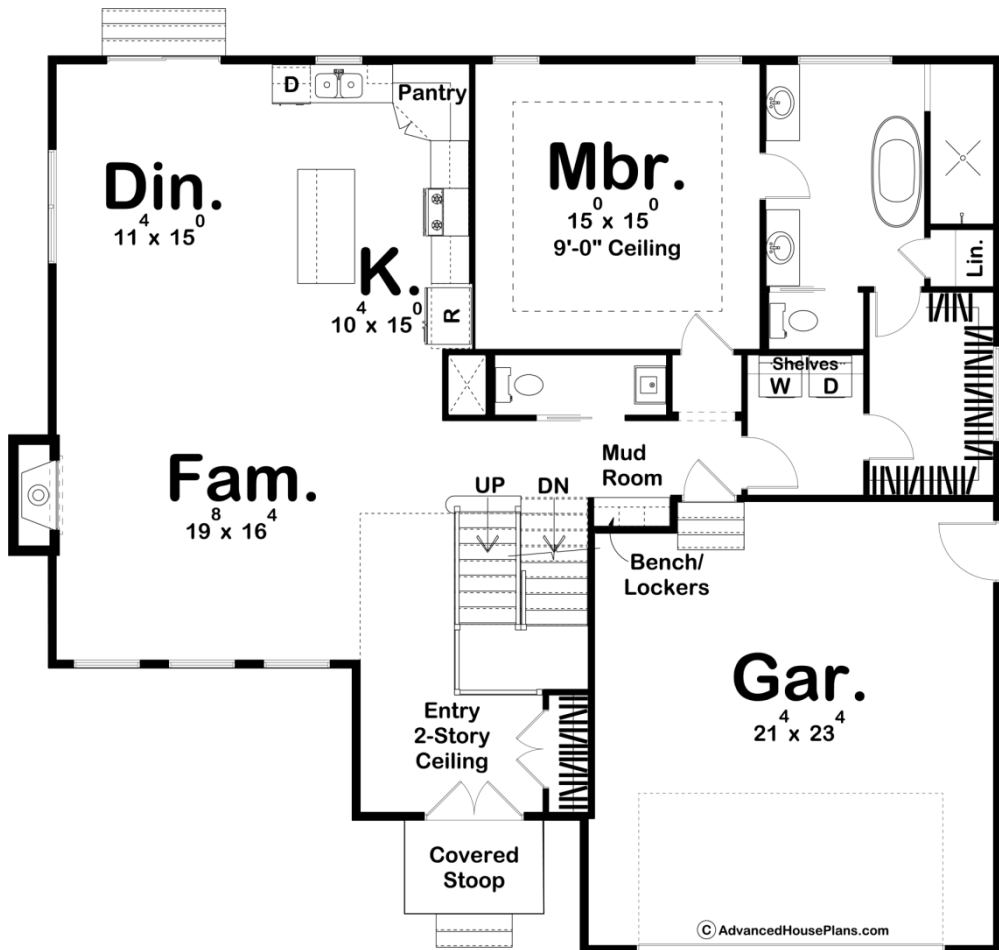 D
Pantry
Din.
11⁴ x 15⁰
K.
10⁴ x 15⁰
R
Mbr.
15⁰ x 15⁰
9'-0" Ceiling
Lin.
Shelves
W D
Fam.
19⁸ x 16⁴
UP DN
Mud
Room
Bench/
Lockers
Gar.
21⁴ x 23⁴
Entry
2-Story
Ceiling
Covered
Stoop
© AdvancedHousePlans.com